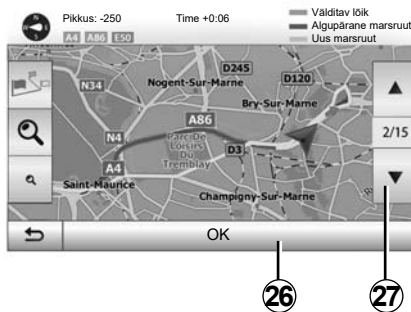 Pikkus: -250 Time +0:06
Välditav lõik
Algupärane marsruut
Uus marsruut
A4 A86 E50
D245
N34
D120
Nogent-Sur-Marne
Bry-Sur-Marne
A86
N4
Parc De
Loisirs
Du
Tremblay
D3
2/15
A4
Saint-Maurice
Champigny-Sur-Marne
OK
26 27